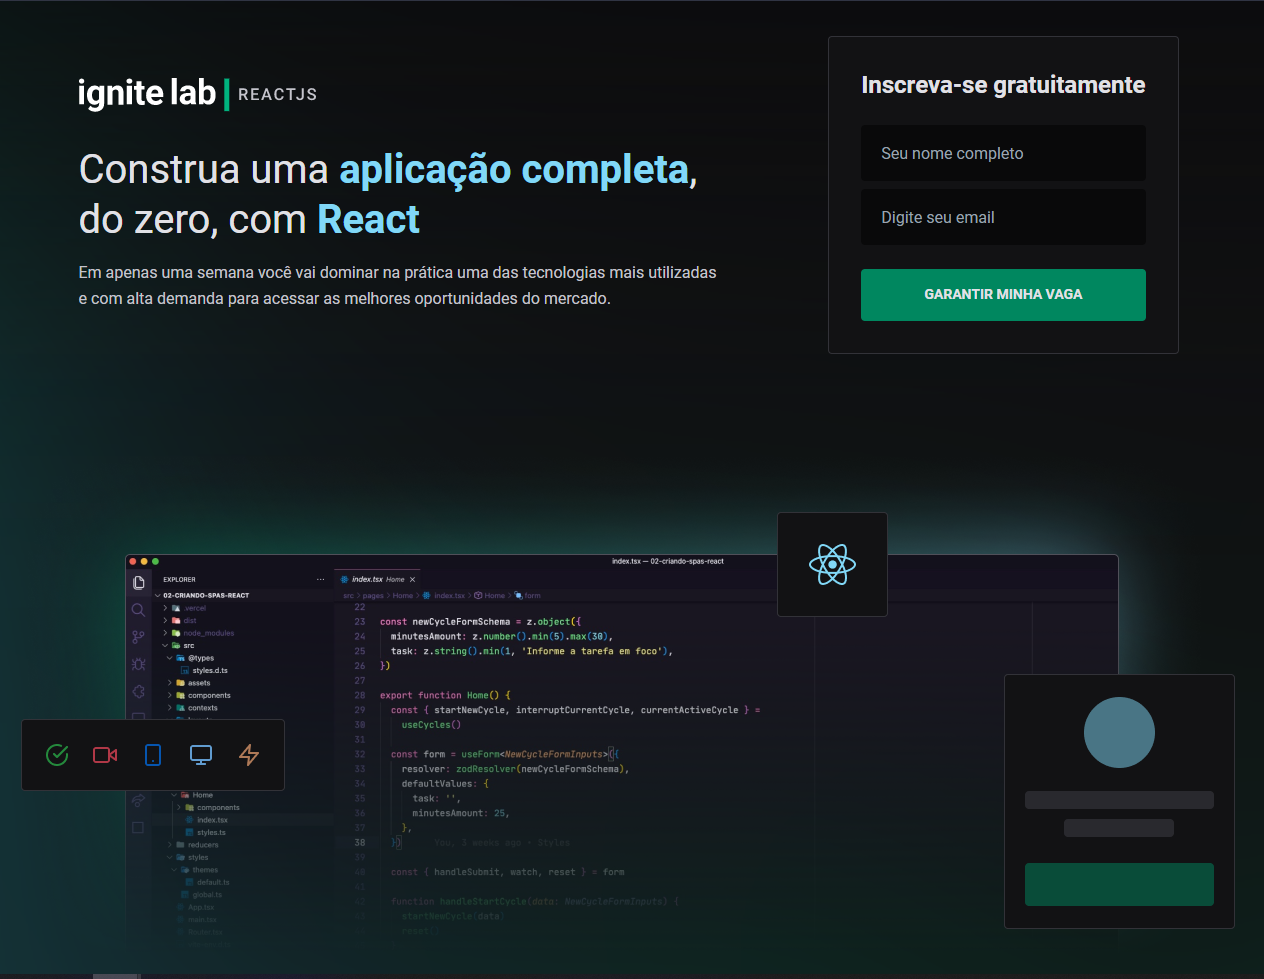 ignite lab | REACTJS
Construa uma aplicação completa,
do zero, com React
Em apenas uma semana você vai dominar na prática uma das tecnologias mais utilizadas
e com alta demanda para acessar as melhores oportunidades do mercado.
Inscreva-se gratuitamente
Seu nome completo
Digite seu email
GARANTIR MINHA VAGA
index.tsx — 02-criando-spas-react
EXPLORER
02-CRIANDO-SPAS-REACT
.vercel
dist
node_modules
src
@types
styles.d.ts
assets
components
contexts
Home
components
index.tsx
styles.ts
reducers
styles
themes
default.ts
global.ts
App.tsx
main.tsx
index.tsx Home
src > pages > Home > index.tsx > Home > form
22
23 const newCycleFormSchema = z.object({
24 minutesAmount: z.number().min(5).max(30),
25 task: z.string().min(1, 'Informe a tarefa em foco'),
26 })
27
28 export function Home() {
29 const { startNewCycle, interruptCurrentCycle, currentActiveCycle } =
30 useCycles()
31
32 const form = useForm<NewCycleFormInputs>({
33 resolver: zodResolver(newCycleFormSchema),
34 defaultValues: {
35 task: '',
36 minutesAmount: 25,
37 },
38 }) You, 3 weeks ago • Styles
39
40 const { handleSubmit, watch, reset } = form
41
42 function handleStartCycle(data: NewCycleFormInputs) {
43 startNewCycle(data)
reset()